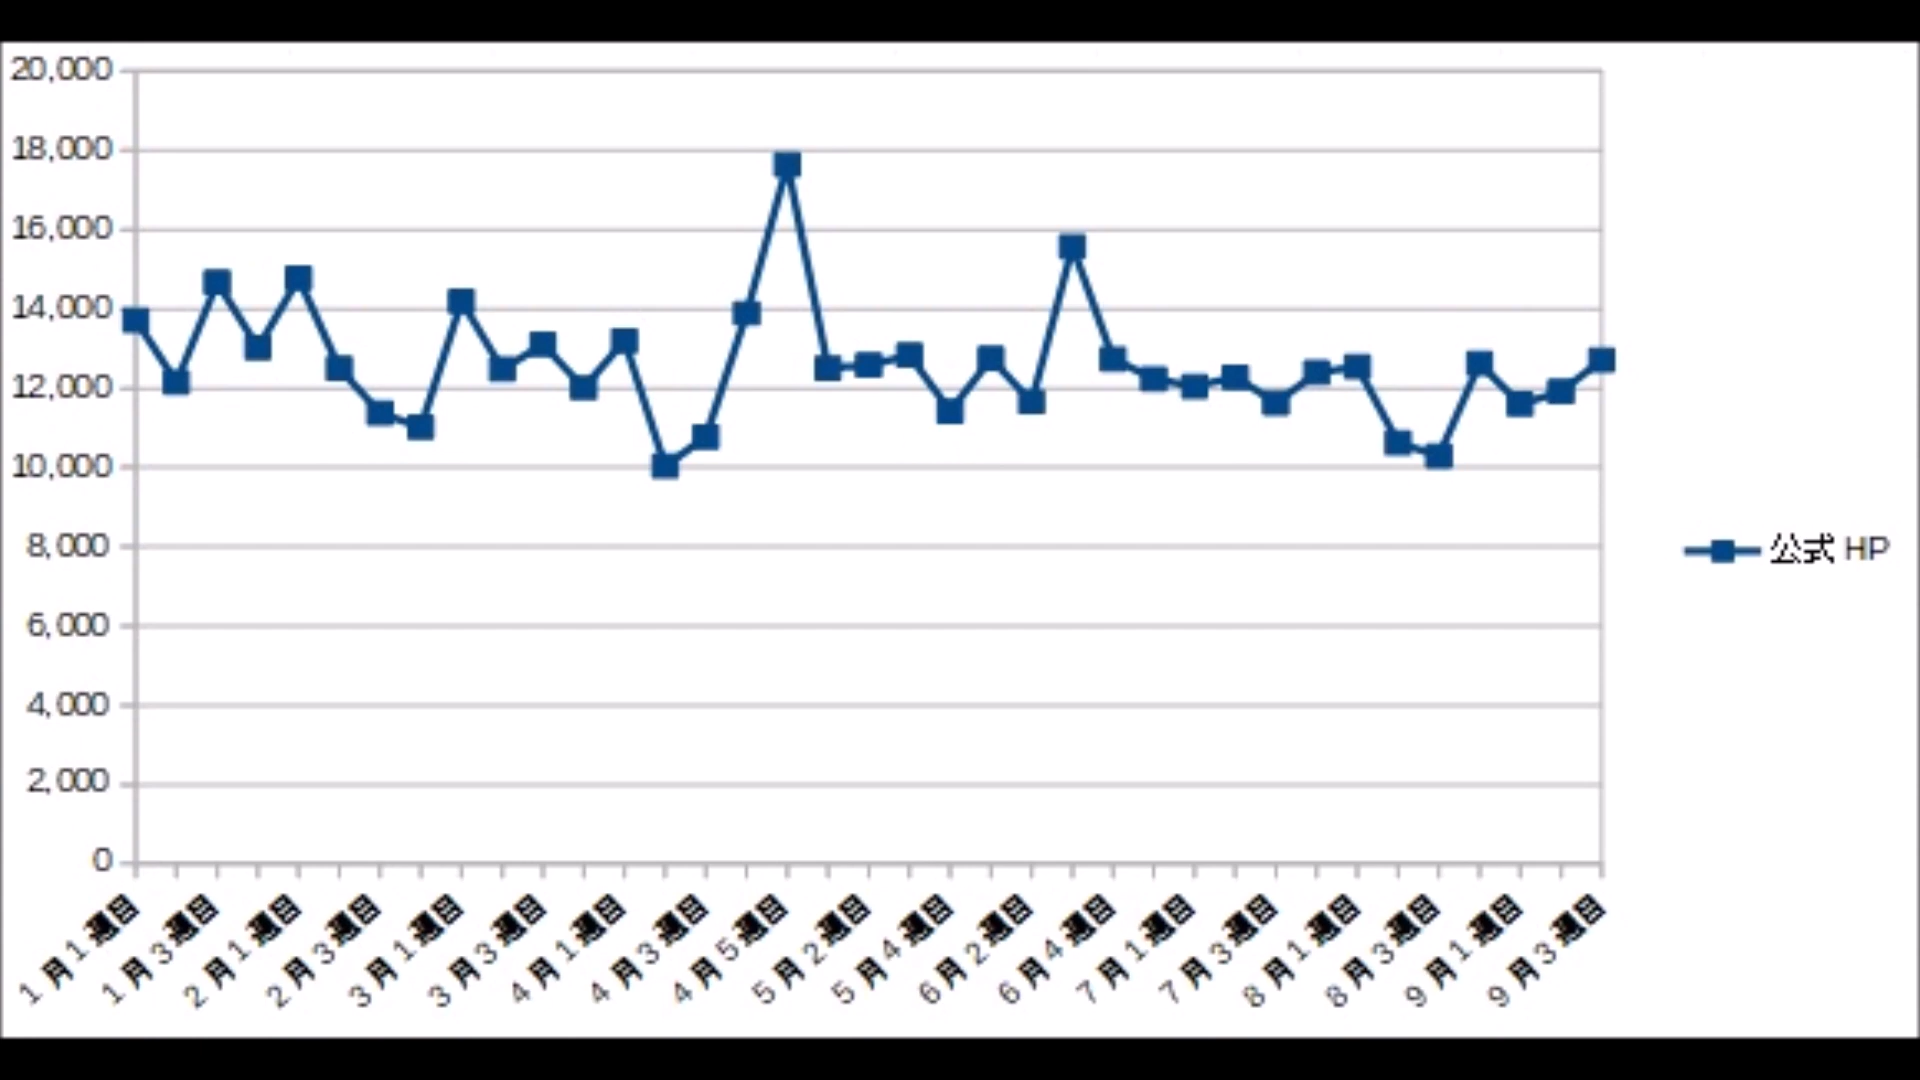 20,000
18,000
16,000
14,000
12,000
10,000
8,000
6,000
4,000
2,000
0
1月1週目
1月3週目
2月1週目
2月3週目
3月1週目
3月3週目
4月1週目
4月3週目
4月5週目
5月2週目
5月4週目
6月2週目
6月4週目
7月1週目
7月3週目
8月1週目
8月3週目
9月1週目
9月3週目
公式 HP